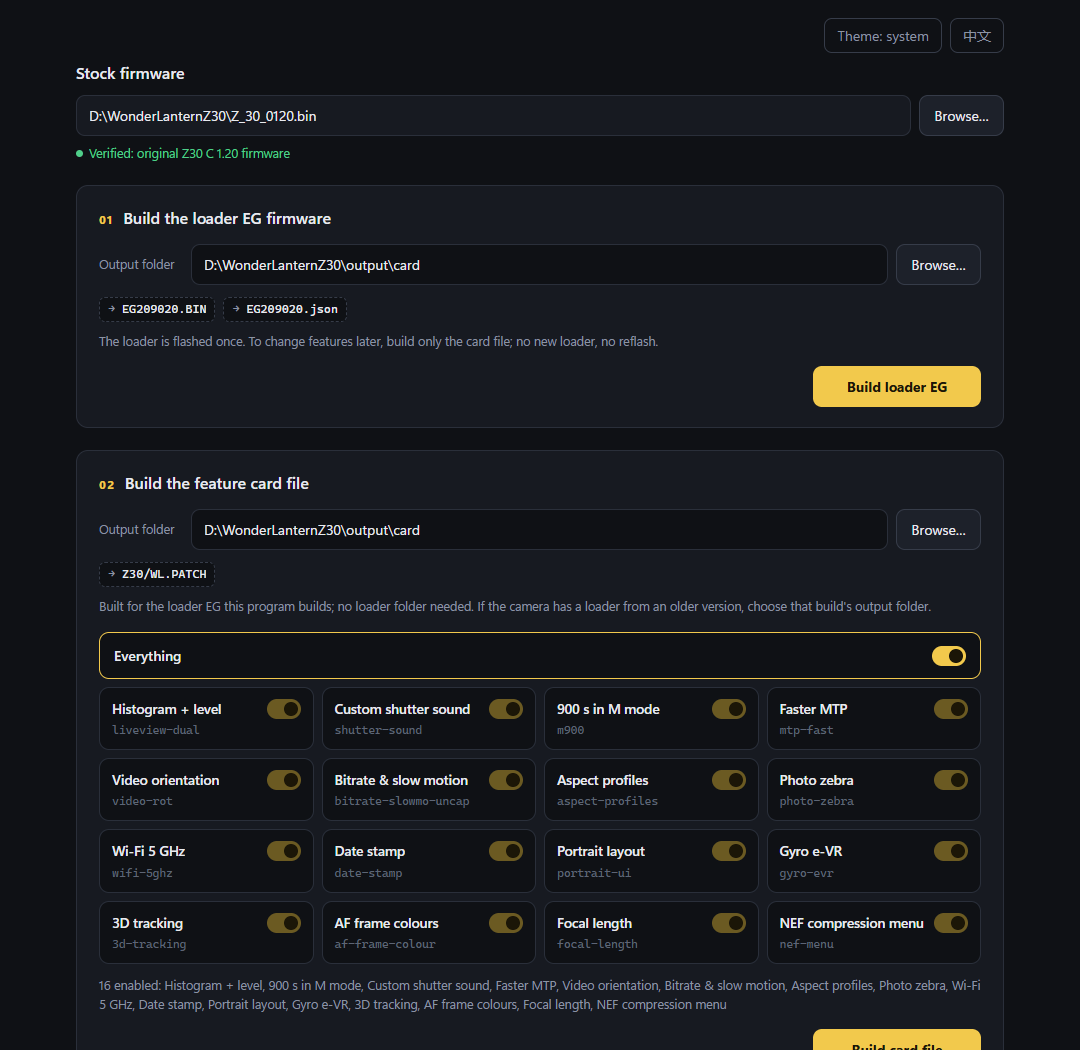 Theme: system 中文
Stock firmware
D:\WonderLanternZ30\Z_30_0120.bin Browse...
Verified: original Z30 C 1.20 firmware
01 Build the loader EG firmware
Output folder D:\WonderLanternZ30\output\card Browse...
→ EG209020.BIN → EG209020.json
The loader is flashed once. To change features later, build only the card file; no new loader, no reflash.
Build loader EG
02 Build the feature card file
Output folder D:\WonderLanternZ30\output\card Browse...
→ Z30/WL.PATCH
Built for the loader EG this program builds; no loader folder needed. If the camera has a loader from an older version, choose that build's output folder.
Everything
Histogram + level Custom shutter sound 900 s in M mode Faster MTP
liveview-dual shutter-sound m900 mtp-fast
Video orientation Bitrate & slow motion Aspect profiles Photo zebra
video-rot bitrate-slowmo-uncap aspect-profiles photo-zebra
Wi-Fi 5 GHz Date stamp Portrait layout Gyro e-VR
wifi-5ghz date-stamp portrait-ui gyro-evr
3D tracking AF frame colours Focal length NEF compression menu
3d-tracking af-frame-colour focal-length nef-menu
16 enabled: Histogram + level, 900 s in M mode, Custom shutter sound, Faster MTP, Video orientation, Bitrate & slow motion, Aspect profiles, Photo zebra, Wi-Fi
5 GHz, Date stamp, Portrait layout, Gyro e-VR, 3D tracking, AF frame colours, Focal length, NEF compression menu
Build card file